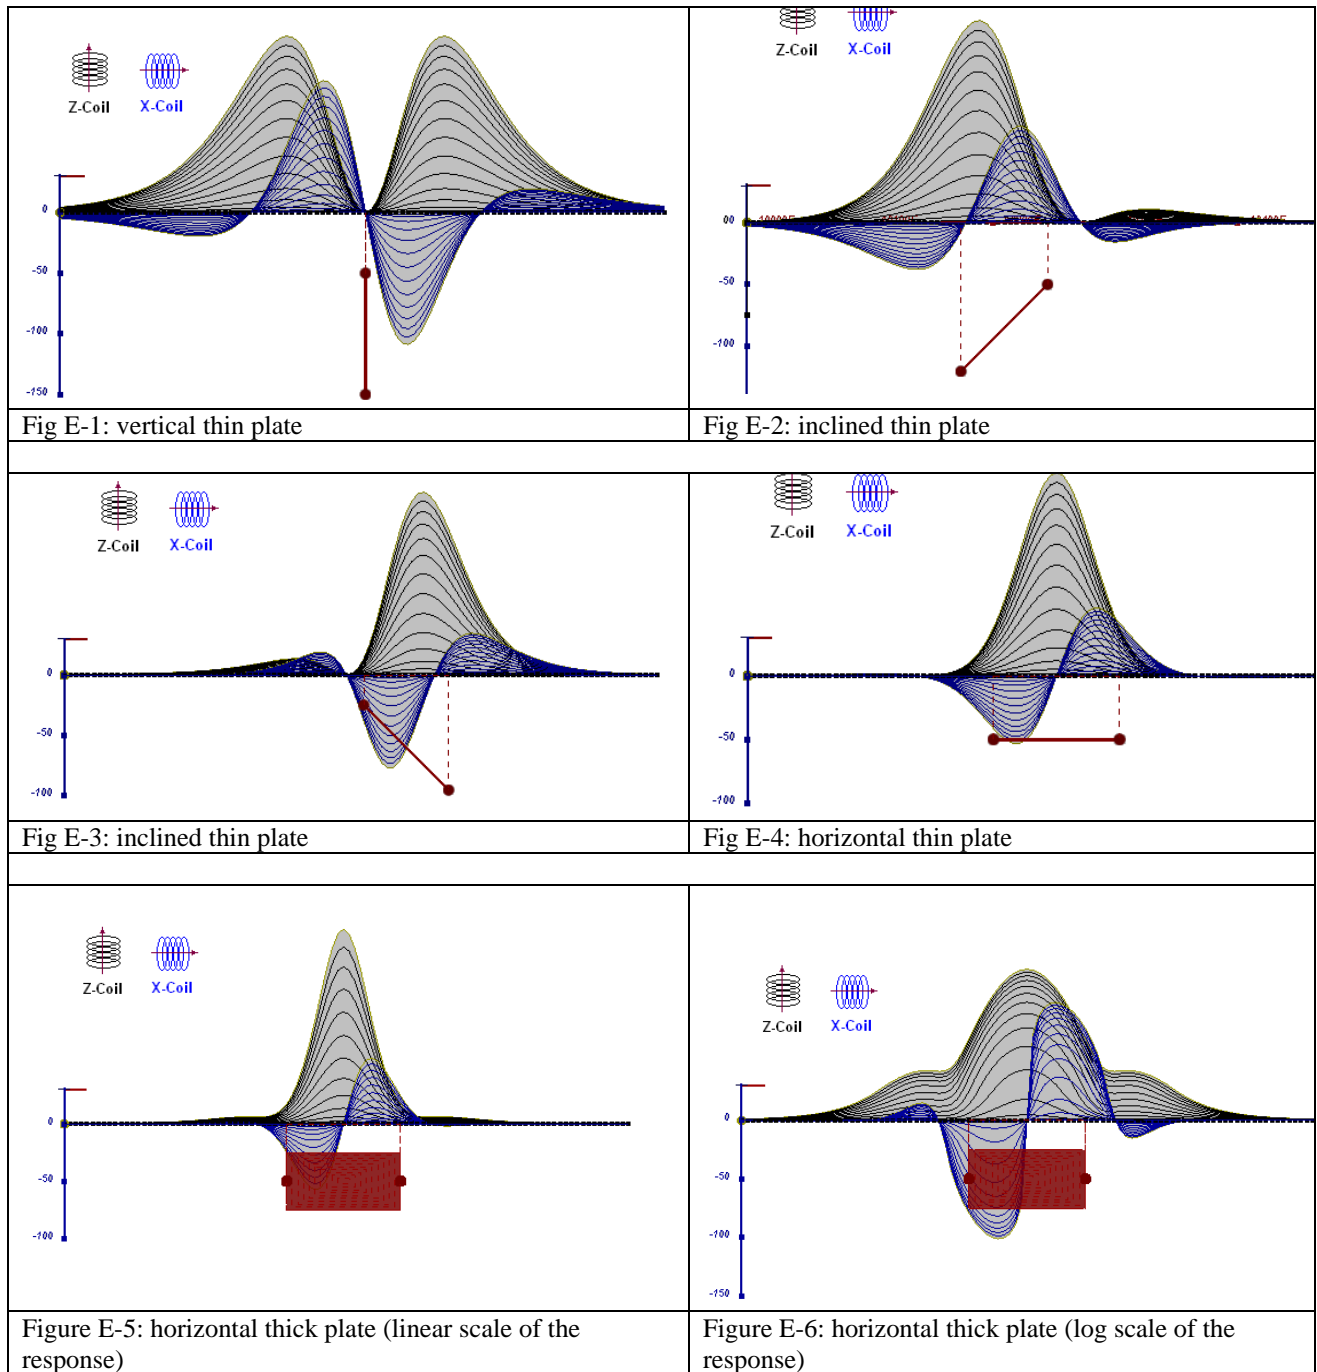 Z-Coil X-Coil
0
-50
-100
-150
Fig E-1: vertical thin plate
Z-Coil X-Coil
00
-50
-100
Fig E-2: inclined thin plate
Z-Coil X-Coil
0
-50
-100
Fig E-3: inclined thin plate
Z-Coil X-Coil
0
-50
-100
Fig E-4: horizontal thin plate
Z-Coil X-Coil
0
-50
-100
Figure E-5: horizontal thick plate (linear scale of the
response)
Z-Coil X-Coil
0
-50
-100
-150
Figure E-6: horizontal thick plate (log scale of the
response)